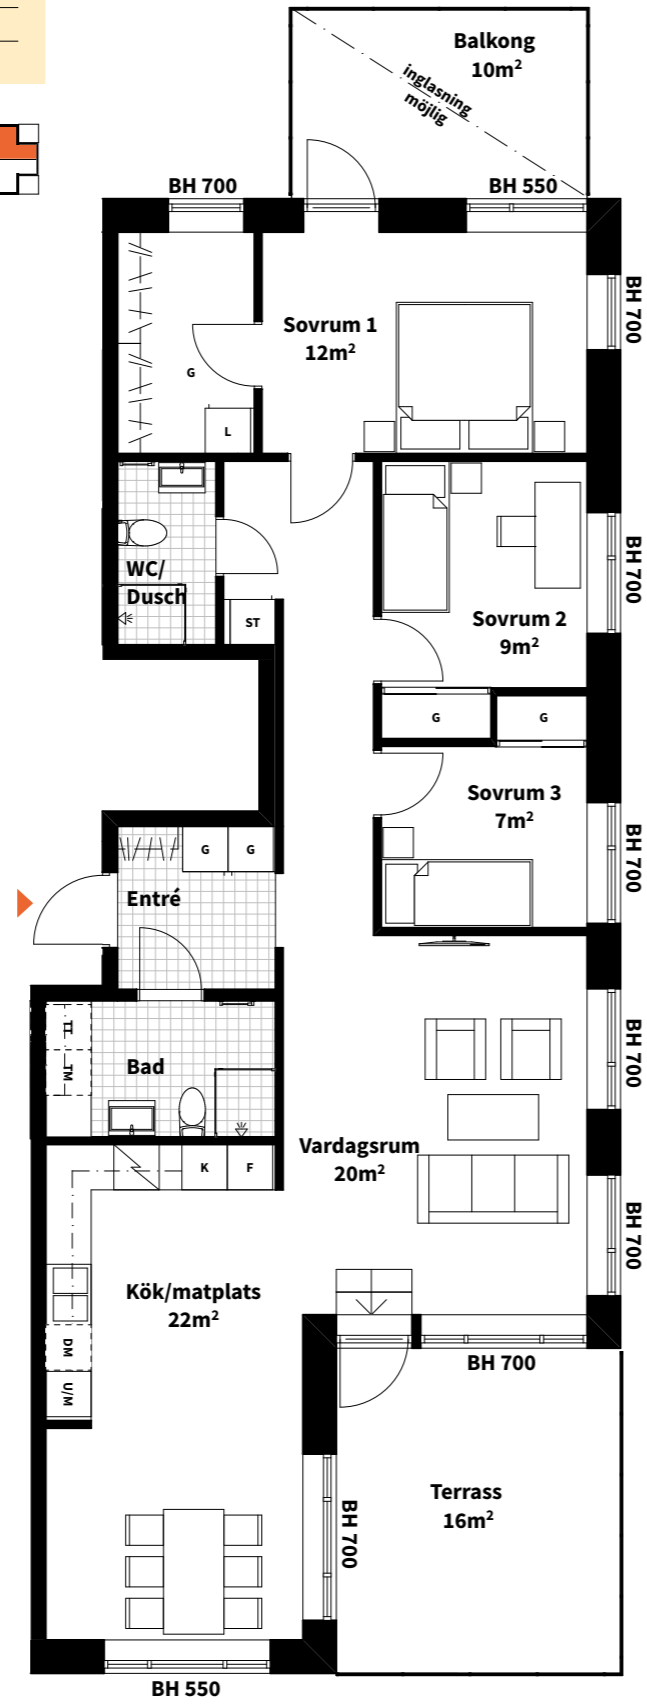 Balkong
10m²
inglasning
möjlig
BH 700
BH 550
Sovrum 1
12m²
BH 700
G
L
WC/
Dusch
ST
Sovrum 2
9m²
BH 700
G
G
Sovrum 3
7m²
BH 700
G
G
Entré
TT
TM
Bad
BH 700
Vardagsrum
20m²
K
F
BH 700
Kök/matplats
22m²
DM
U/M
BH 700
Terrass
16m²
BH 700
BH 550